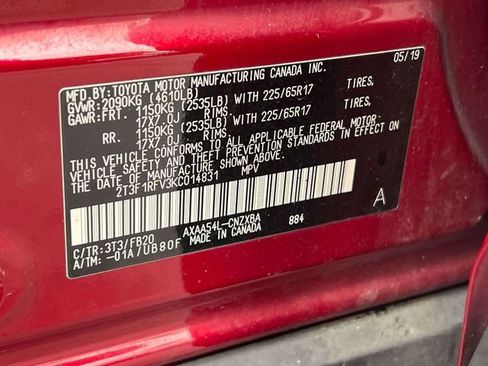 MFD. BY: TOYOTA MOTOR MANUFACTURING CANADA INC. 05/19
GVWR: 2090KG (4610LB)
GAWR: FRT. 1150KG (2535LB) WITH 225/65R17 TIRES,
17X7.0J RIMS
RR. 1150KG (2535LB) WITH 225/65R17 TIRES,
17X7.0J RIMS
THIS VEHICLE CONFORMS TO ALL APPLICABLE FEDERAL MOTOR
VEHICLE SAFETY AND THEFT PREVENTION STANDARDS IN EFFECT
ON THE DATE OF MANUFACTURE SHOWN ABOVE.
2T3F1RFV3KC014831 MPV
A
C/TR:3T3/FB20 AXAA54L-CNZXBA 884
A/TM: -01A/UB80F MADE IN CANADA